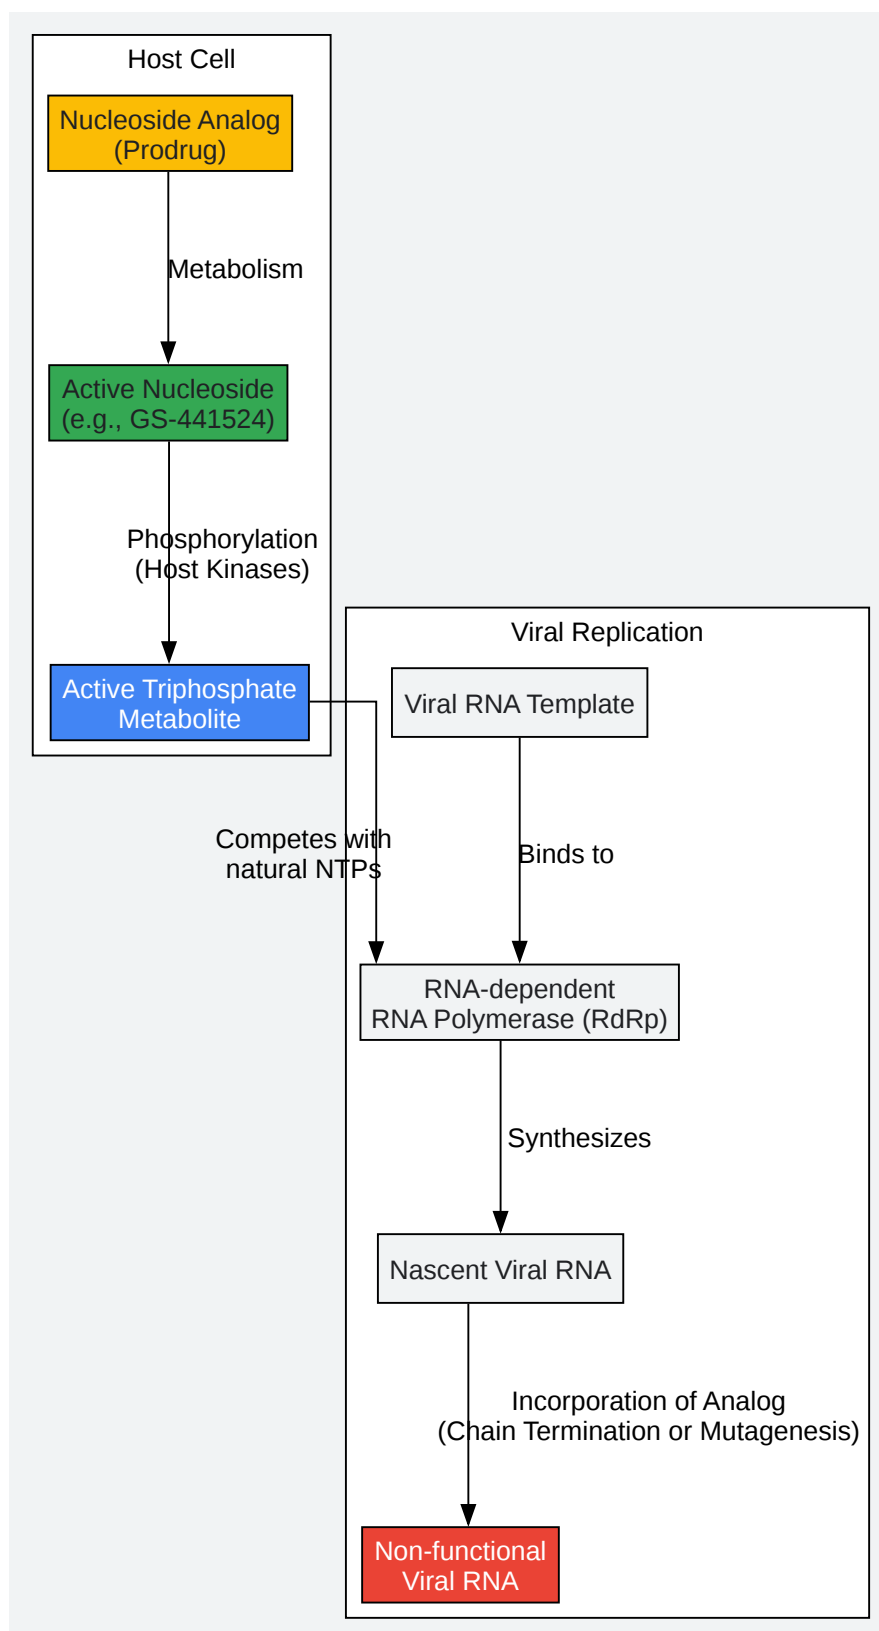 Host Cell
Nucleoside Analog
(Prodrug)
Metabolism
Active Nucleoside
(e.g., GS-441524)
Phosphorylation
(Host Kinases)
Active Triphosphate
Metabolite
Viral Replication
Viral RNA Template
Competes with
natural NTPs
Binds to
RNA-dependent
RNA Polymerase (RdRp)
Synthesizes
Nascent Viral RNA
Incorporation of Analog
(Chain Termination or Mutagenesis)
Non-functional
Viral RNA